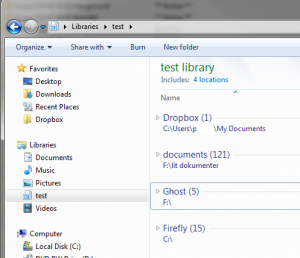 Libraries ▸ test ▸
Organize Share with Burn New folder
Favorites
Desktop
Downloads
Recent Places
Dropbox
Libraries
Documents
Music
Pictures
test
Videos
Computer
Local Disk (C:)
test library
Includes: 4 locations
Name
Dropbox (1)
C:\Users\p \My Documents
documents (121)
F:\lit dokumenter
Ghost (5)
F:\
Firefly (15)
C:\